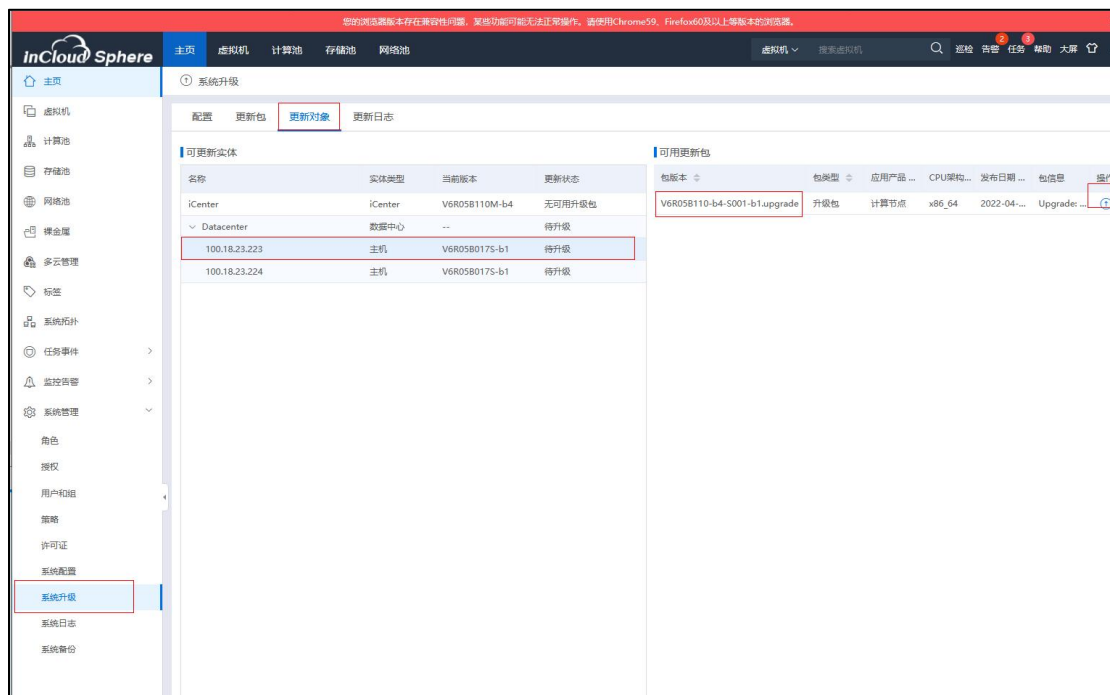 您的浏览器版本存在兼容性问题，某些功能可能无法正常操作。请使用Chrome59、Firefox60及以上等版本的浏览器。
inCloud Sphere
主页 虚拟机 计算池 存储池 网络池
虚拟机 搜索虚拟机 巡检 告警 2 任务 3 帮助 大屏
主页
虚拟机
计算池
存储池
网络池
裸金属
多云管理
标签
系统拓扑
任务事件
监控告警
系统管理
角色
授权
用户和组
策略
许可证
系统配置
系统升级
系统日志
系统备份
系统升级
配置 更新包 更新对象 更新日志
可更新实体
名称 实体类型 当前版本 更新状态
iCenter iCenter V6R05B110M-b4 无可用升级包
Datacenter 数据中心 -- 待升级
100.18.23.223 主机 V6R05B017S-b1 待升级
100.18.23.224 主机 V6R05B017S-b1 待升级
可用更新包
包版本 包类型 应用产品 ... CPU架构... 发布日期 ... 包信息 操作
V6R05B110-b4-S001-b1.upgrade 升级包 计算节点 x86_64 2022-04-... Upgrade: ...